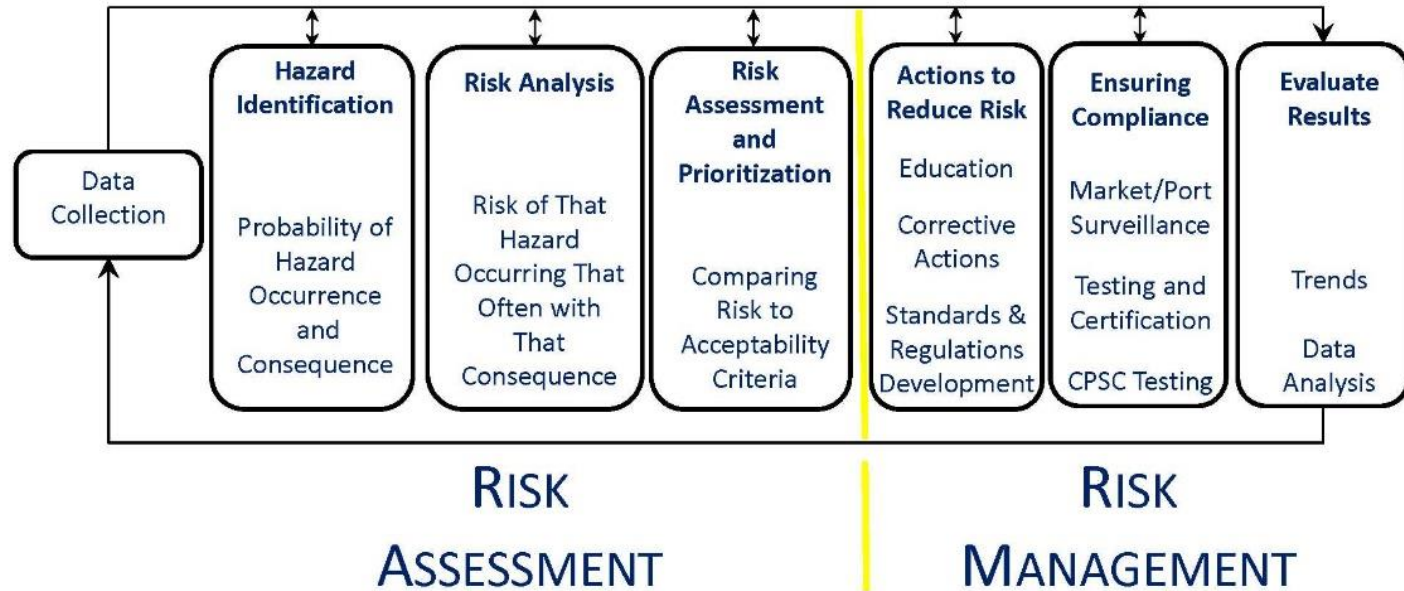 Data
Collection
Hazard
Identification
Probability of
Hazard
Occurrence
and
Consequence
Risk Analysis
Risk of That
Hazard
Occurring That
Often with
That
Consequence
Risk
Assessment
and
Prioritization
Comparing
Risk to
Acceptability
Criteria
Actions to
Reduce Risk
Education
Corrective
Actions
Standards &
Regulations
Development
Ensuring
Compliance
Market/Port
Surveillance
Testing and
Certification
CPSC Testing
Evaluate
Results
Trends
Data
Analysis
RISK
ASSESSMENT
RISK
MANAGEMENT